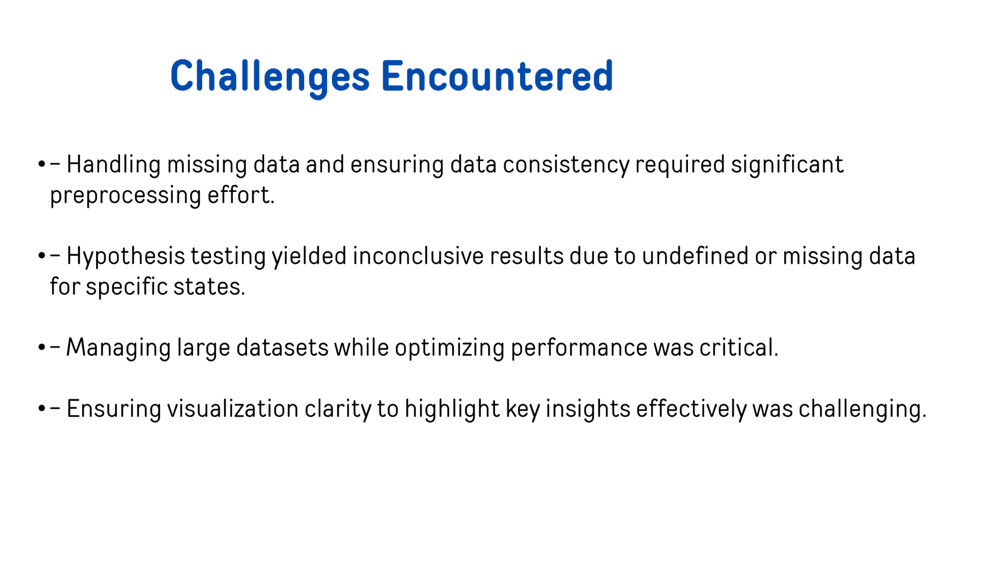 Challenges Encountered
• – Handling missing data and ensuring data consistency required significant
preprocessing effort.
• – Hypothesis testing yielded inconclusive results due to undefined or missing data
for specific states.
• – Managing large datasets while optimizing performance was critical.
• – Ensuring visualization clarity to highlight key insights effectively was challenging.